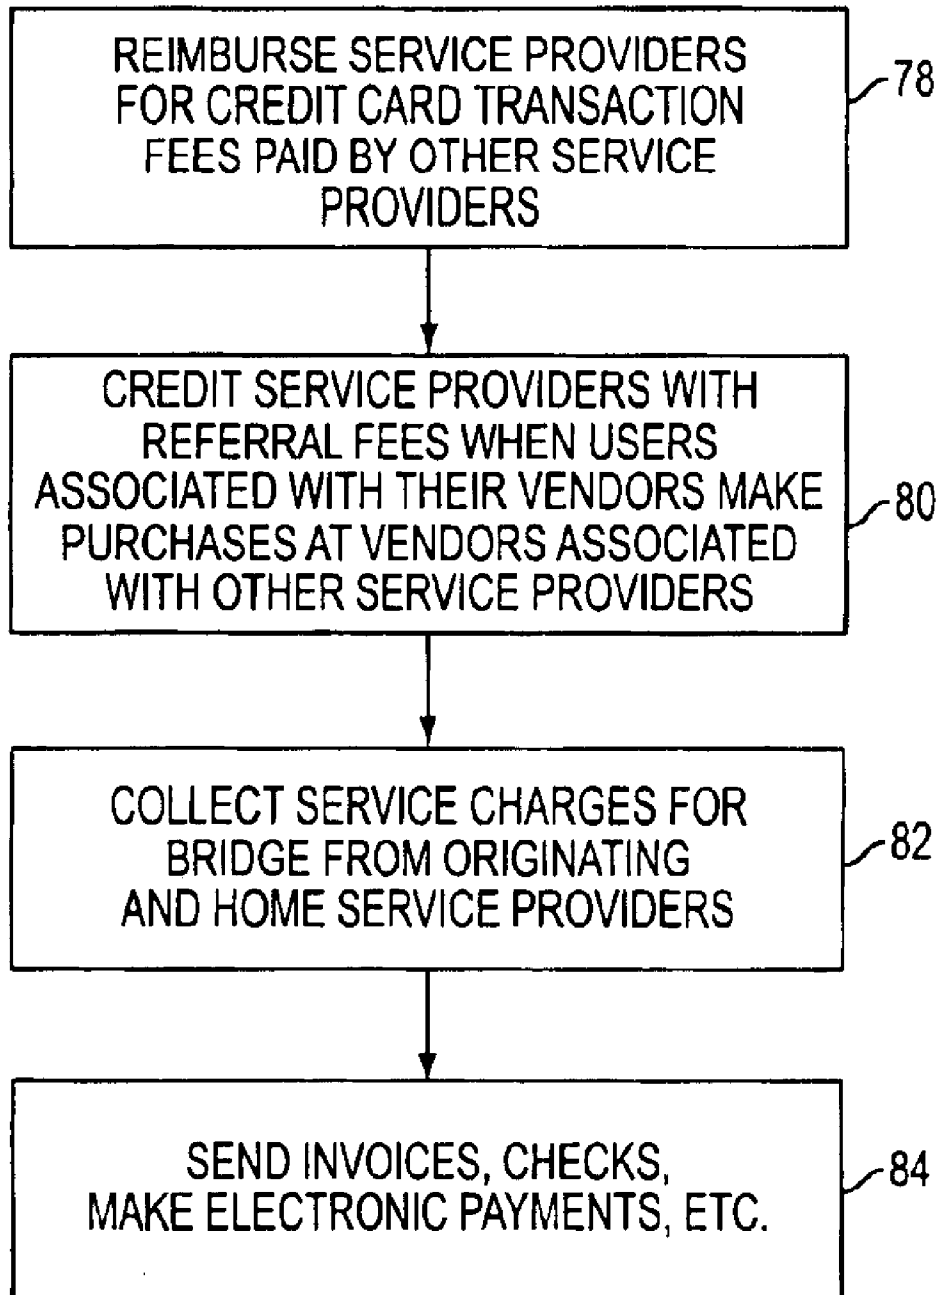 REIMBURSE SERVICE PROVIDERS
FOR CREDIT CARD TRANSACTION
FEES PAID BY OTHER SERVICE
PROVIDERS
78
CREDIT SERVICE PROVIDERS WITH
REFERRAL FEES WHEN USERS
ASSOCIATED WITH THEIR VENDORS MAKE
PURCHASES AT VENDORS ASSOCIATED
WITH OTHER SERVICE PROVIDERS
80
COLLECT SERVICE CHARGES FOR
BRIDGE FROM ORIGINATING
AND HOME SERVICE PROVIDERS
82
SEND INVOICES, CHECKS,
MAKE ELECTRONIC PAYMENTS, ETC.
84